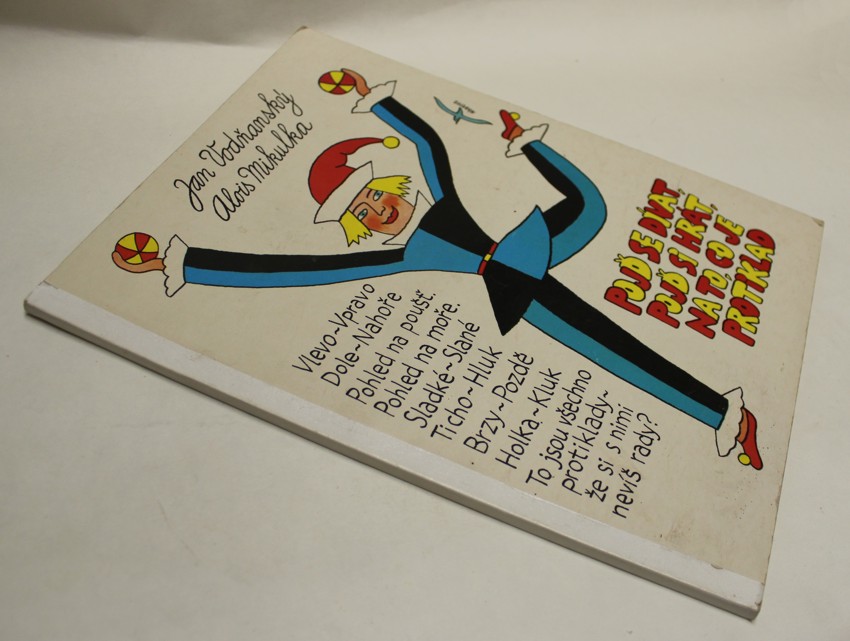 Jan Vodňanský
Alois Mikulka
POJĎ SE DÍVAT,
POJĎ SI HRÁT,
NA TO, CO JE
PROTIKLAD
Vlevo~Vpravo
Dole~Nahoře
Pohled na poušť.
Pohled na moře.
Sladké~Slané
Ticho~Hluk
Brzy~Pozdě
Holka~Kluk
To jsou všechno
protiklady~
že si s nimi
nevíš rady?